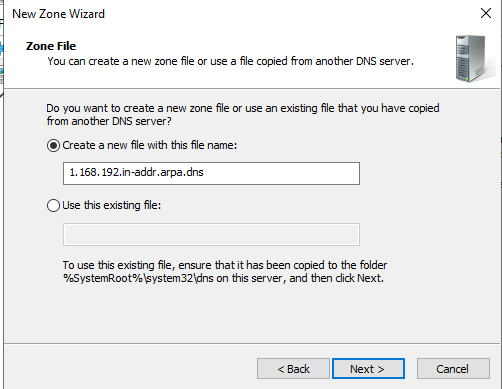 New Zone Wizard
Zone File
You can create a new zone file or use a file copied from another DNS server.
Do you want to create a new zone file or use an existing file that you have copied
from another DNS server?
Create a new file with this file name:
1.168.192.in-addr.arpa.dns
Use this existing file:
To use this existing file, ensure that it has been copied to the folder
%SystemRoot%\system32\dns on this server, and then click Next.
< Back
Next >
Cancel